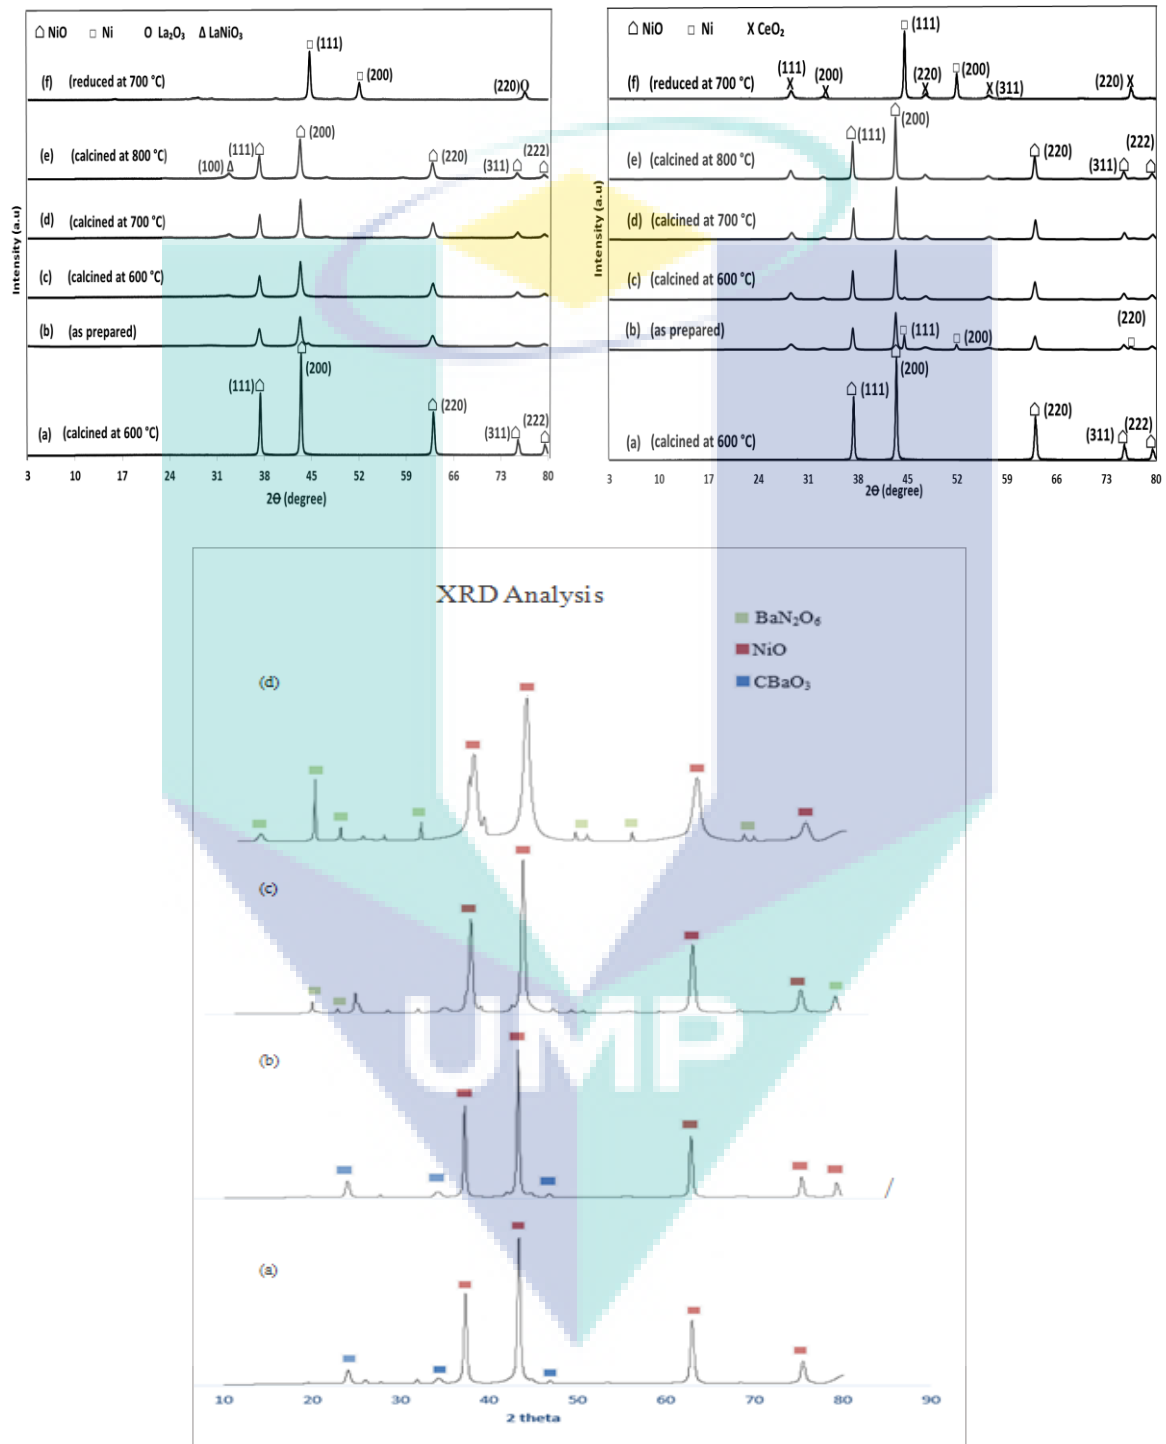 NiO Ni O La₂O₃ Δ LaNiO₃
(111)
(f) (reduced at 700 °C)
(200)
(220)
(200)
(111)
(e) (calcined at 800 °C)
(100)
(220)
(311)
(222)
(d) (calcined at 700 °C)
(c) (calcined at 600 °C)
(b) (as prepared)
(200)
(111)
(220)
(222)
(311)
(a) (calcined at 600 °C)
Intensity (a.u)
3 10 17 24 31 38 45 52 59 66 73 80
2Θ (degree)
NiO Ni X CeO₂
(111)
(f) (reduced at 700 °C)
(111)
(200)
(220)
(200)
(311)
(220)
(200)
(111)
(e) (calcined at 800 °C)
(220)
(222)
(311)
(d) (calcined at 700 °C)
(c) (calcined at 600 °C)
(220)
(b) (as prepared)
(111)
(200)
(200)
(111)
(220)
(222)
(311)
(a) (calcined at 600 °C)
Intensity (a.u)
3 10 17 24 31 38 45 52 59 66 73 80
2Θ (degree)
XRD Analysis
BaN₂O₆
NiO
CBaO₃
(d)
(c)
UMP
(b)
(a)
10 20 30 40 50 60 70 80 90
2 theta